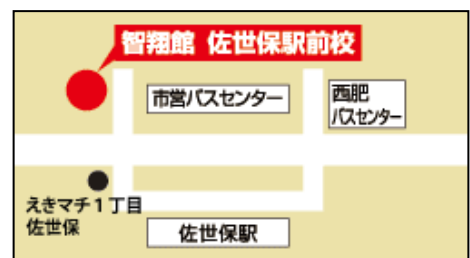 智翔館 佐世保駅前校
市営バスセンター
西肥
バスセンター
えきマチ1丁目
佐世保
佐世保駅